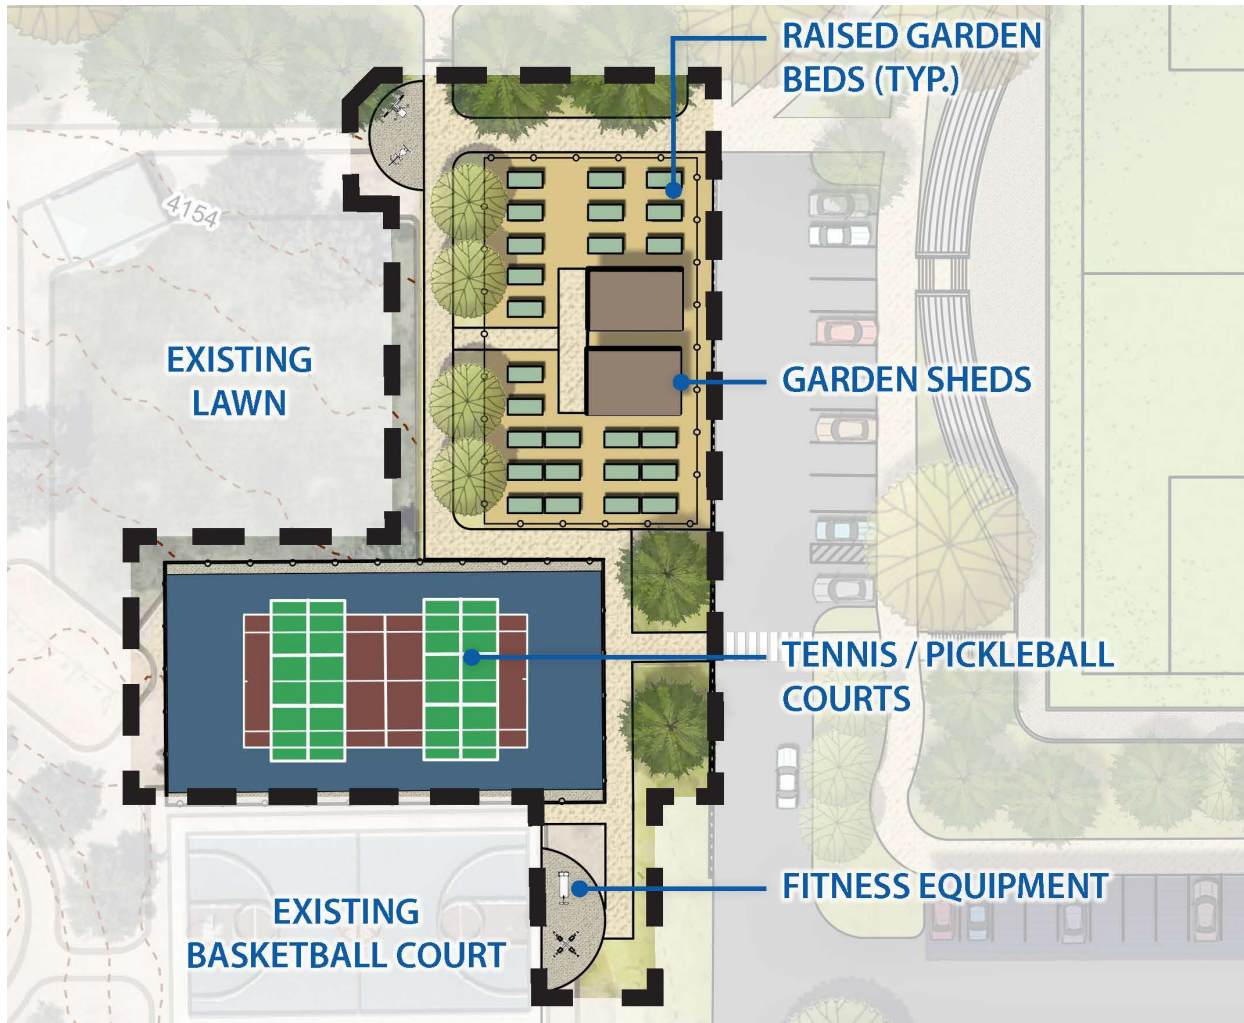 RAISED GARDEN
BEDS (TYP.)
4154
EXISTING
LAWN
GARDEN SHEDS
TENNIS / PICKLEBALL
COURTS
FITNESS EQUIPMENT
EXISTING
BASKETBALL COURT